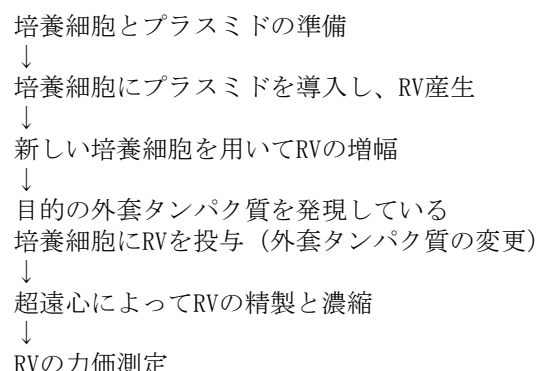 培養細胞とプラスミドの準備
↓
培養細胞にプラスミドを導入し、RV産生
↓
新しい培養細胞を用いてRVの増幅
↓
目的の外套タンパク質を発現している
培養細胞にRVを投与（外套タンパク質の変更）
↓
超遠心によってRVの精製と濃縮
↓
RVの力価測定